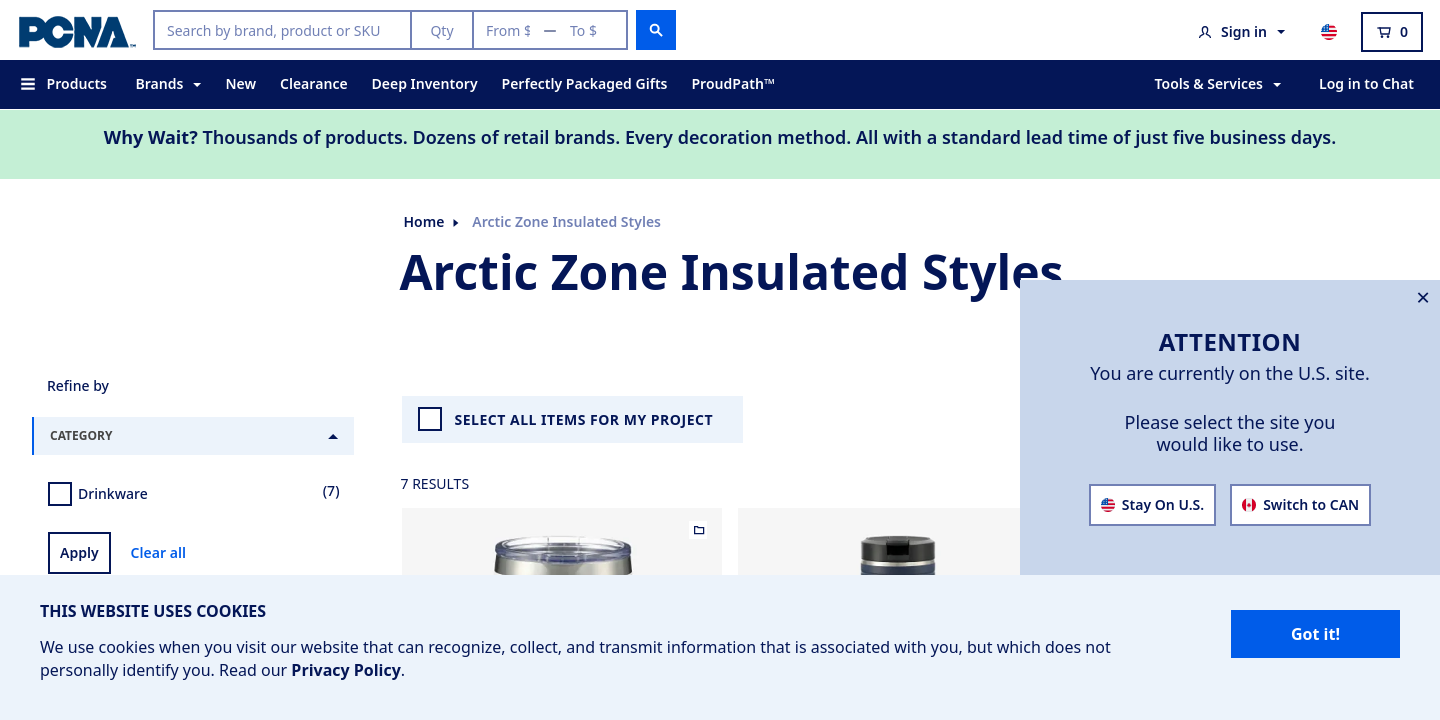 PCNA™
Search by brand, product or SKU
Qty
From $ — To $
Sign in
0
Products
Brands
New
Clearance
Deep Inventory
Perfectly Packaged Gifts
ProudPath™
Tools & Services
Log in to Chat
Why Wait? Thousands of products. Dozens of retail brands. Every decoration method. All with a standard lead time of just five business days.
Home
Arctic Zone Insulated Styles
Arctic Zone Insulated Styles
ATTENTION
You are currently on the U.S. site.
Please select the site you
would like to use.
Stay On U.S.
Switch to CAN
Refine by
CATEGORY
Drinkware
(7)
Apply
Clear all
SELECT ALL ITEMS FOR MY PROJECT
7 RESULTS
THIS WEBSITE USES COOKIES
We use cookies when you visit our website that can recognize, collect, and transmit information that is associated with you, but which does not
personally identify you. Read our Privacy Policy.
Got it!